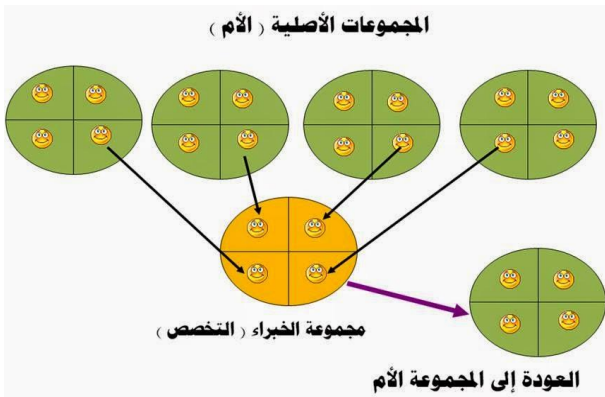 المجموعات الأصلية ( الأم )
مجموعة الخبراء ( التخصص )
العودة إلى المجموعة الأم